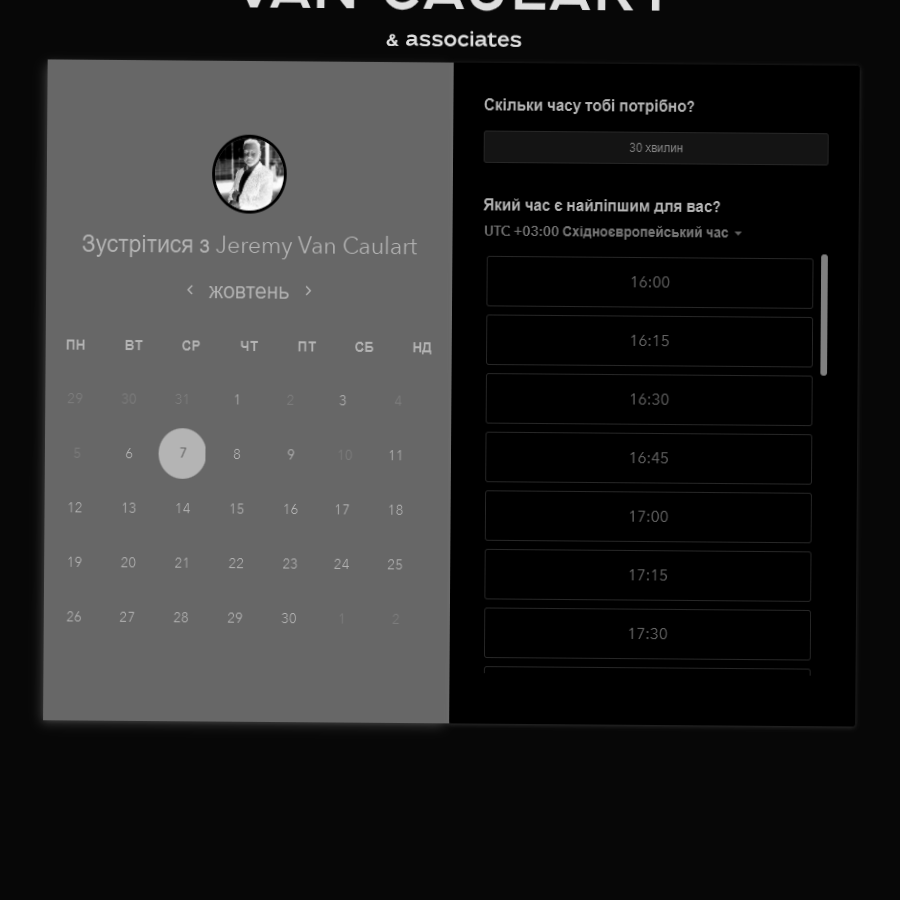 VAN CAULART
& associates
Зустрітися з Jeremy Van Caulart
жовтень
ПН ВТ СР ЧТ ПТ СБ НД
29 30 31 1 2 3 4
5 6 7 8 9 10 11
12 13 14 15 16 17 18
19 20 21 22 23 24 25
26 27 28 29 30 1 2
Скільки часу тобі потрібно?
30 хвилин
Який час є найліпшим для вас?
UTC +03:00 Східноєвропейський час
16:00
16:15
16:30
16:45
17:00
17:15
17:30